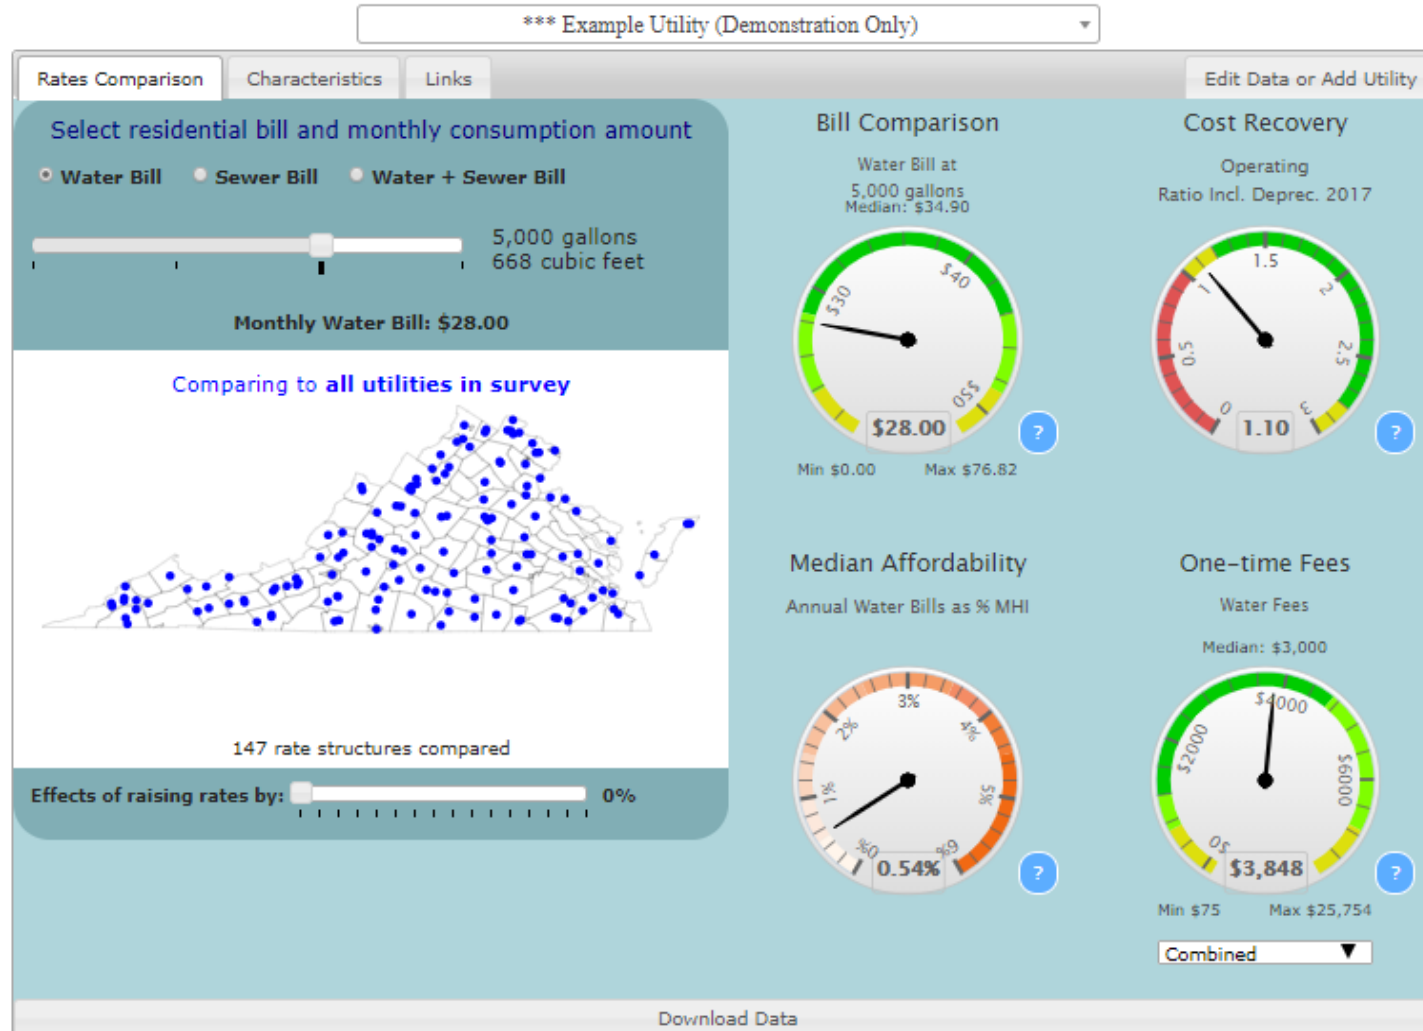 *** Example Utility (Demonstration Only)
Rates Comparison
Characteristics
Links
Edit Data or Add Utility
Select residential bill and monthly consumption amount
Water Bill
Sewer Bill
Water + Sewer Bill
5,000 gallons
668 cubic feet
Monthly Water Bill: $28.00
Comparing to all utilities in survey
147 rate structures compared
Effects of raising rates by:
0%
Bill Comparison
Water Bill at
5,000 gallons
Median: $34.90
$30
$40
$50
$28.00
?
Min $0.00
Max $76.82
Cost Recovery
Operating
Ratio Incl. Deprec. 2017
0
0.5
1
1.5
2
2.5
3
1.10
?
Median Affordability
Annual Water Bills as % MHI
0%
1%
2%
3%
4%
5%
6%
0.54%
?
One-time Fees
Water Fees
Median: $3,000
$0
$2000
$4000
$6000
$3,848
?
Min $75
Max $25,754
Combined
Download Data